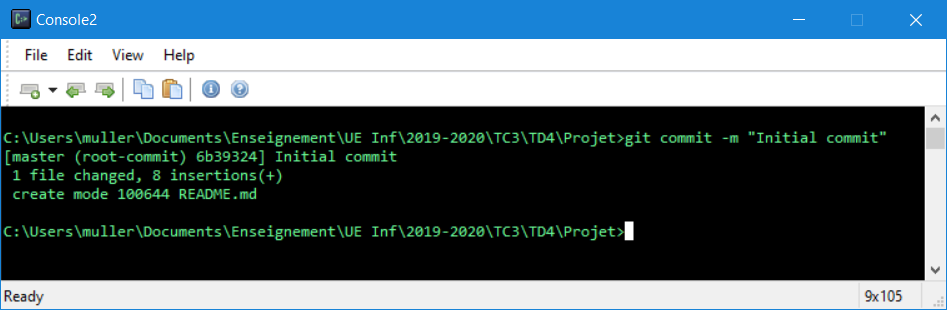 Console2
File Edit View Help
C:\Users\muller\Documents\Enseignement\UE Inf\2019-2020\TC3\TD4\Projet>git commit -m "Initial commit"
[master (root-commit) 6b39324] Initial commit
 1 file changed, 8 insertions(+)
 create mode 100644 README.md
C:\Users\muller\Documents\Enseignement\UE Inf\2019-2020\TC3\TD4\Projet>
Ready 9x105